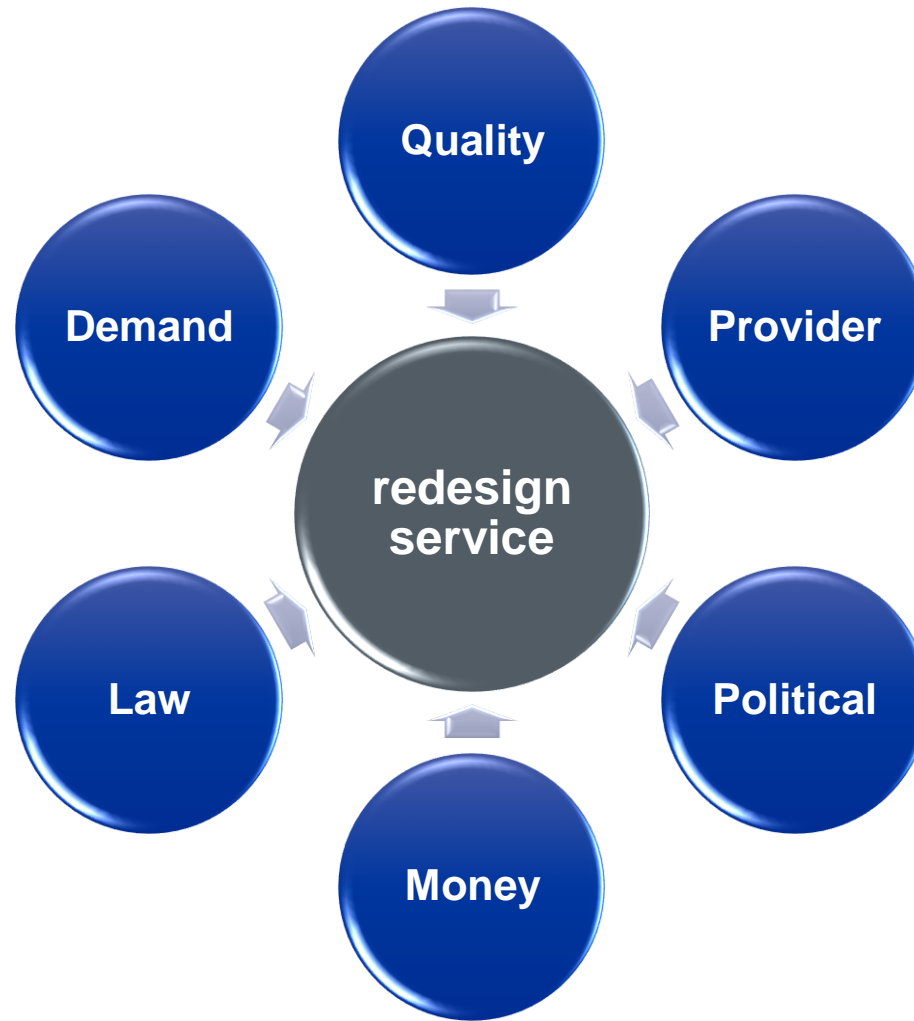 Quality
Demand
Provider
redesign
service
Law
Political
Money